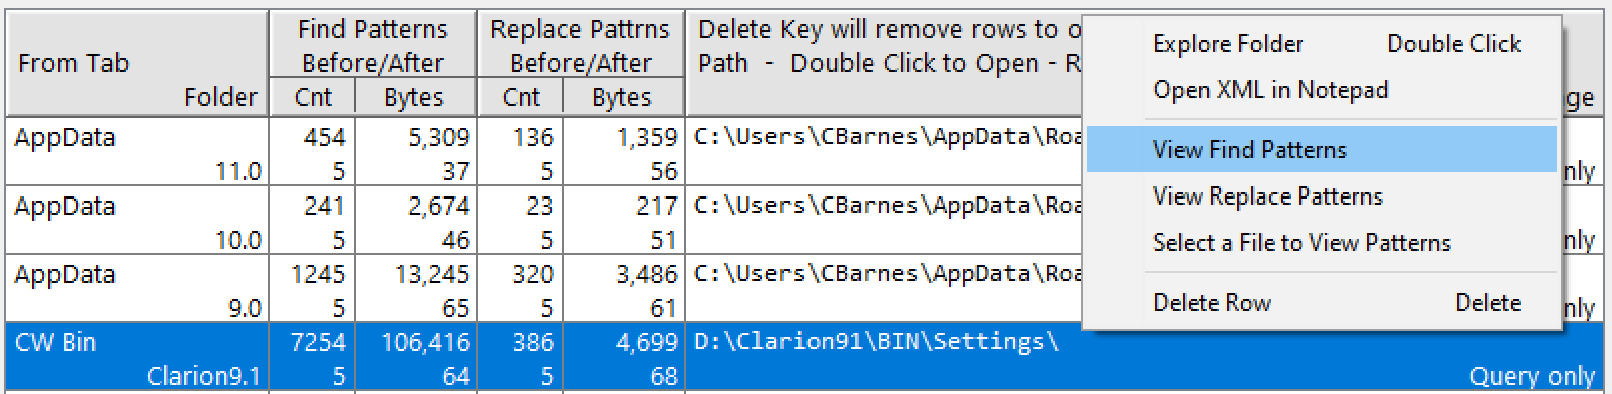 Find Patterns Replace Pattrns Delete Key will remove rows to o
From Tab Before/After Before/After Path - Double Click to Open - R
Folder Cnt Bytes Cnt Bytes
AppData 454 5,309 136 1,359 C:\Users\CBarnes\AppData\Roa
11.0 5 37 5 56
AppData 241 2,674 23 217 C:\Users\CBarnes\AppData\Roa
10.0 5 46 5 51
AppData 1245 13,245 320 3,486 C:\Users\CBarnes\AppData\Roa
9.0 5 65 5 61
CW Bin 7254 106,416 386 4,699 D:\Clarion91\BIN\Settings\
Clarion9.1 5 64 5 68 Query only
Explore Folder Double Click
Open XML in Notepad
View Find Patterns
View Replace Patterns
Select a File to View Patterns
Delete Row Delete